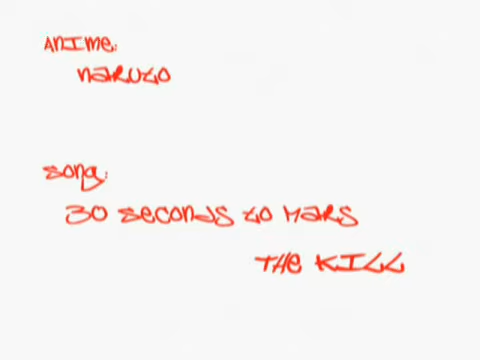 Anime:
Naruto
Song:
30 Seconds to Mars
The Kill